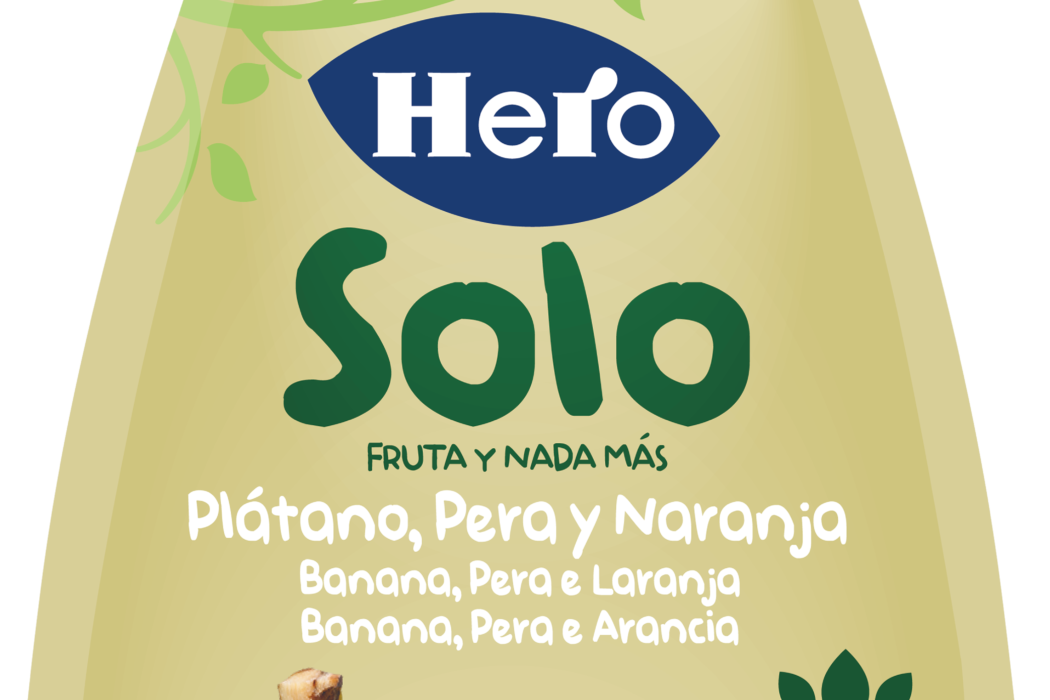 Hero
Solo
FRUTA Y NADA MÁS
Plátano, Pera y Naranja
Banana, Pera e Laranja
Banana, Pera e Arancia